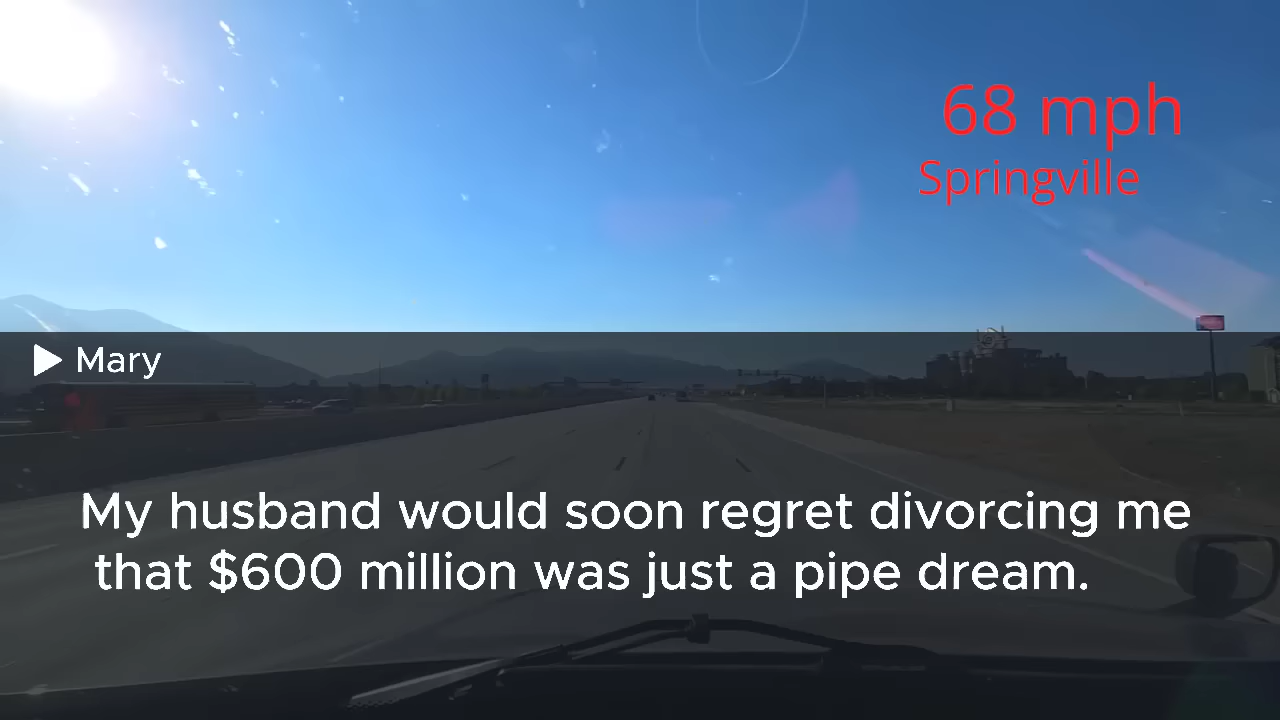 68 mph
Springville
Mary
My husband would soon regret divorcing me
that $600 million was just a pipe dream.